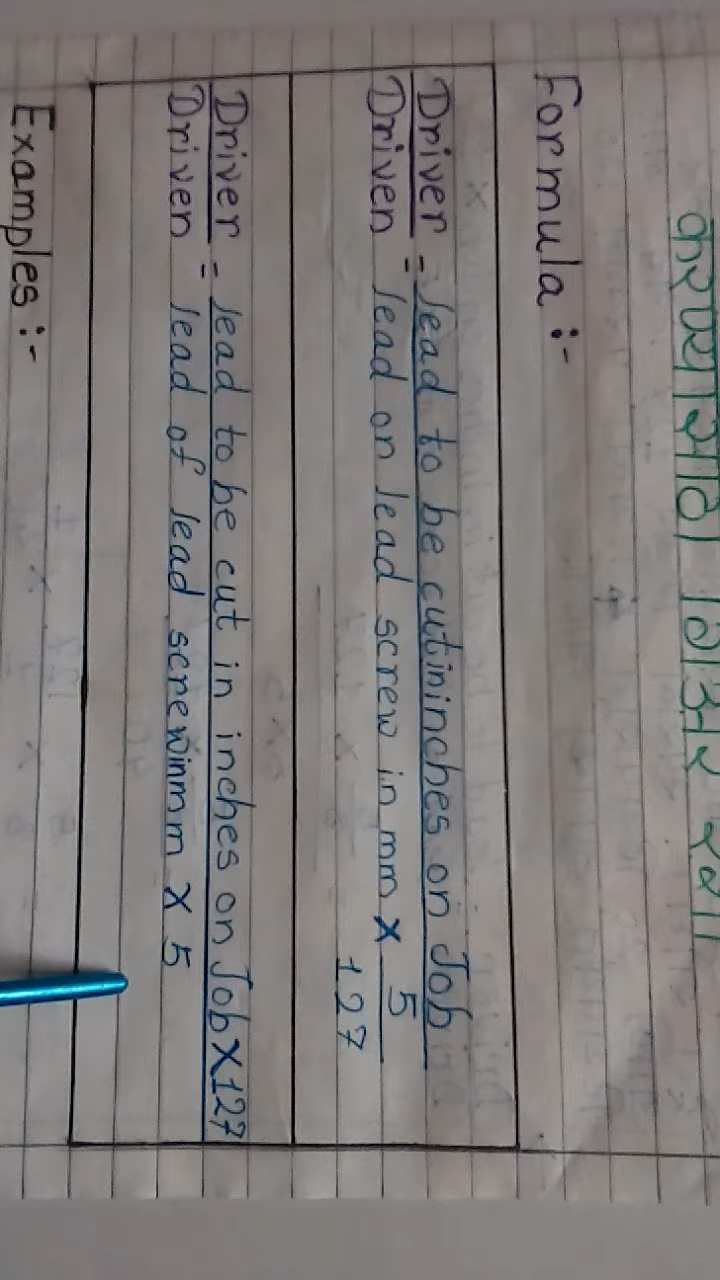 Formula :-
Driver = lead to be cut in inches on Job
Driven lead on lead screw in mm × 5
127
Driver = lead to be cut in inches on Job × 127
Driven lead of lead screw in mm × 5
Examples :-